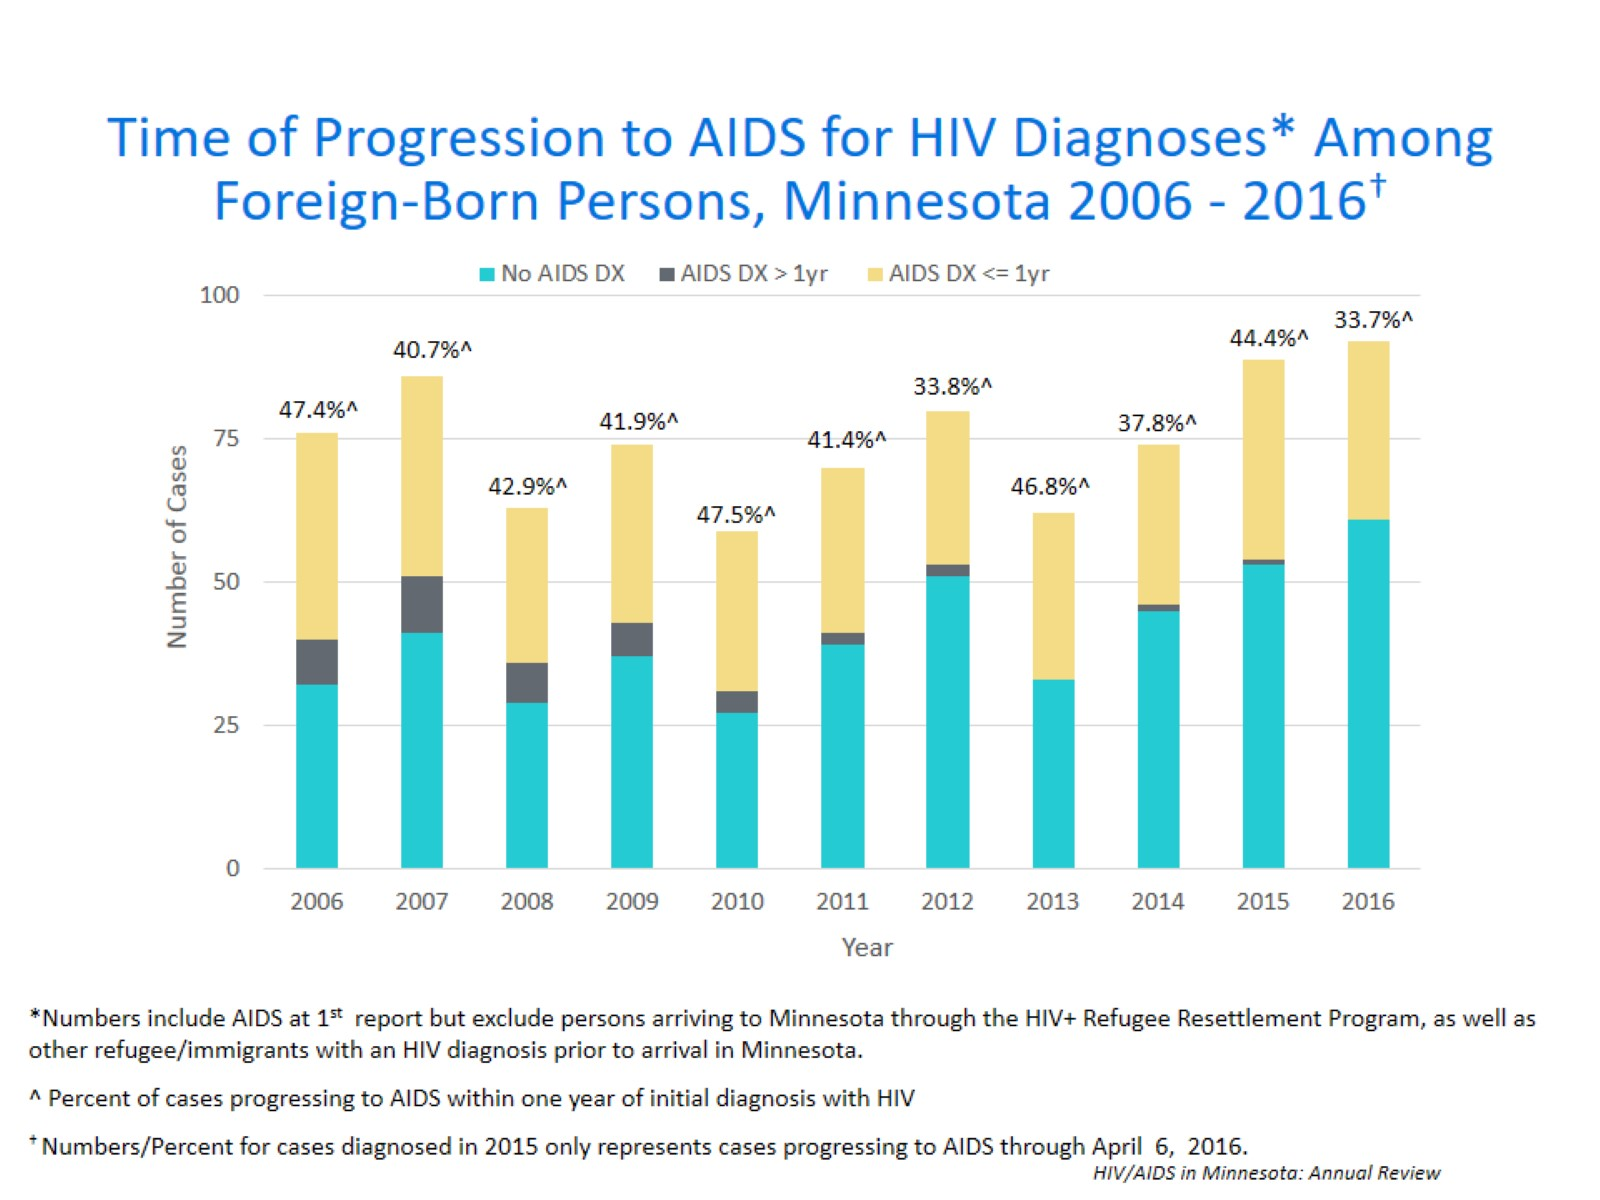 Time of Progression to AIDS for HIV Diagnoses* Among
Foreign-Born Persons, Minnesota 2006 - 2016†
No AIDS DX AIDS DX > 1yr AIDS DX <= 1yr
100
75
50
25
0
Number of Cases
47.4%^
40.7%^
42.9%^
41.9%^
47.5%^
41.4%^
33.8%^
46.8%^
37.8%^
44.4%^
33.7%^
2006 2007 2008 2009 2010 2011 2012 2013 2014 2015 2016
Year
*Numbers include AIDS at 1st report but exclude persons arriving to Minnesota through the HIV+ Refugee Resettlement Program, as well as
other refugee/immigrants with an HIV diagnosis prior to arrival in Minnesota.
^ Percent of cases progressing to AIDS within one year of initial diagnosis with HIV
† Numbers/Percent for cases diagnosed in 2015 only represents cases progressing to AIDS through April 6, 2016.
HIV/AIDS in Minnesota: Annual Review